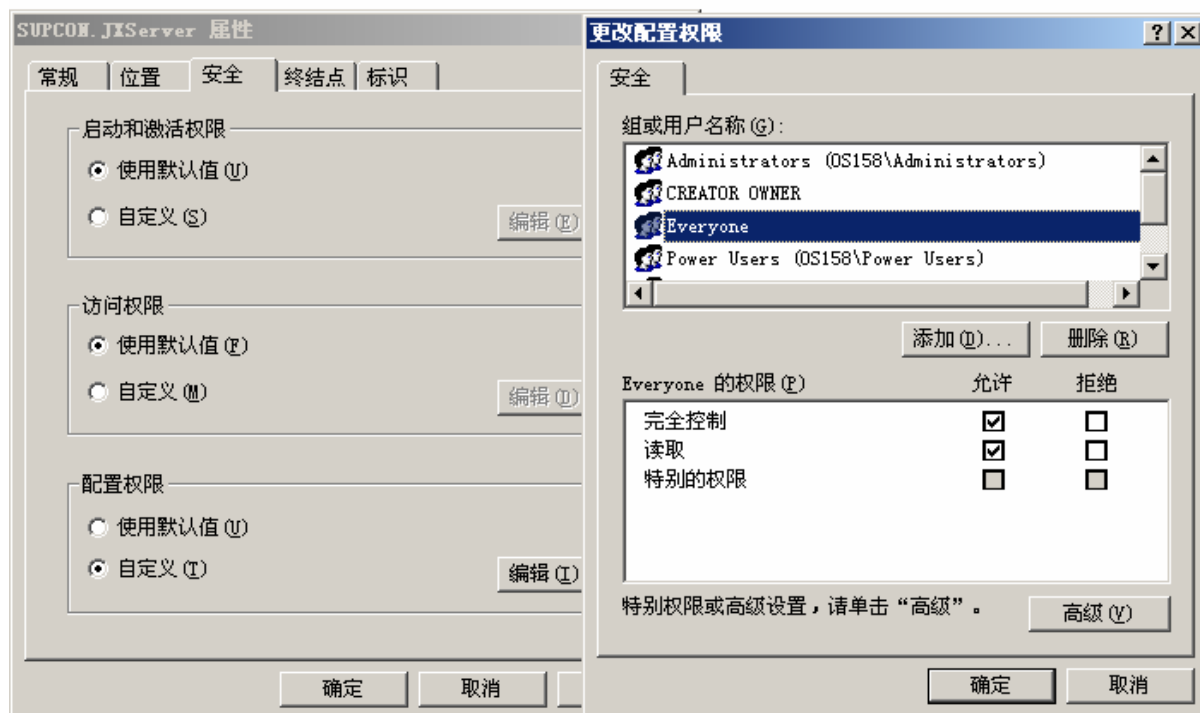 SUPCON.JXServer 属性
常规 位置 安全 终结点 标识
启动和激活权限
使用默认值(U)
自定义(S)
编辑(E)
访问权限
使用默认值(F)
自定义(M)
编辑(D)
配置权限
使用默认值(U)
自定义(T)
编辑(I)
确定 取消
更改配置权限
安全
组或用户名称(G):
Administrators (OS158\Administrators)
CREATOR OWNER
Everyone
Power Users (OS158\Power Users)
添加(D)... 删除(R)
Everyone 的权限(P) 允许 拒绝
完全控制
读取
特别的权限
特别权限或高级设置，请单击“高级”。
高级(V)
确定 取消